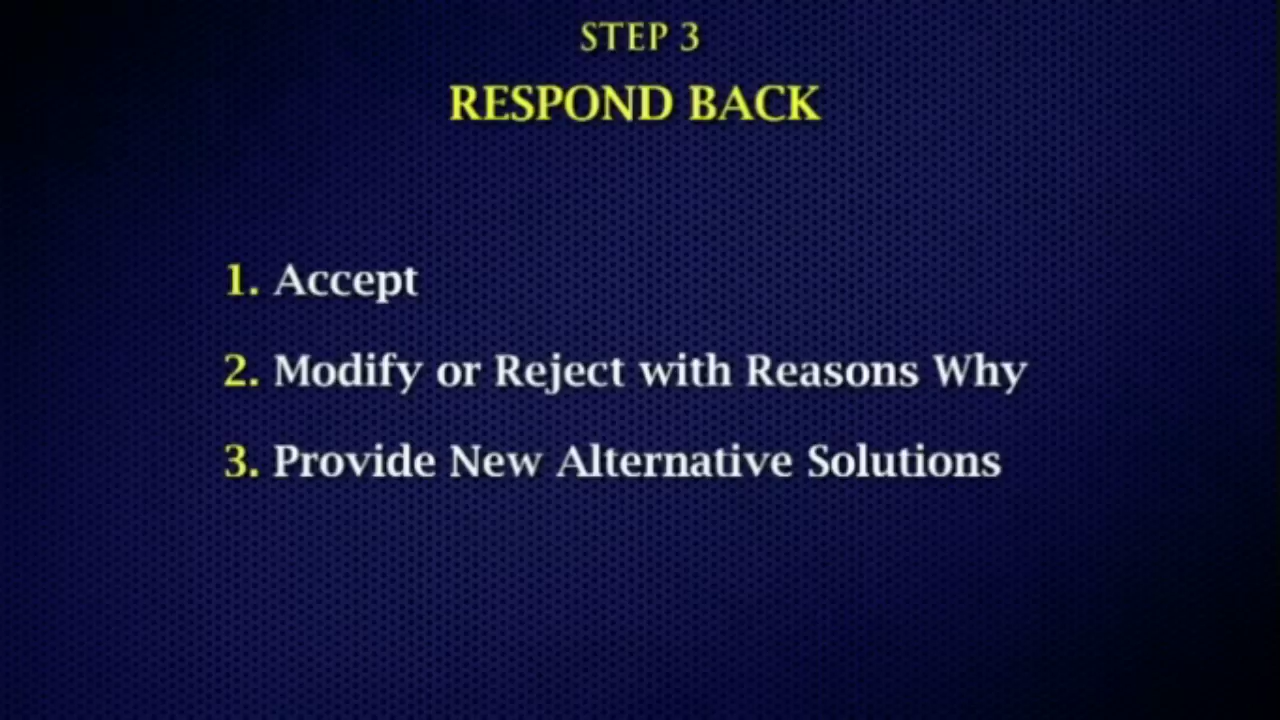 STEP 3
RESPOND BACK
1. Accept
2. Modify or Reject with Reasons Why
3. Provide New Alternative Solutions